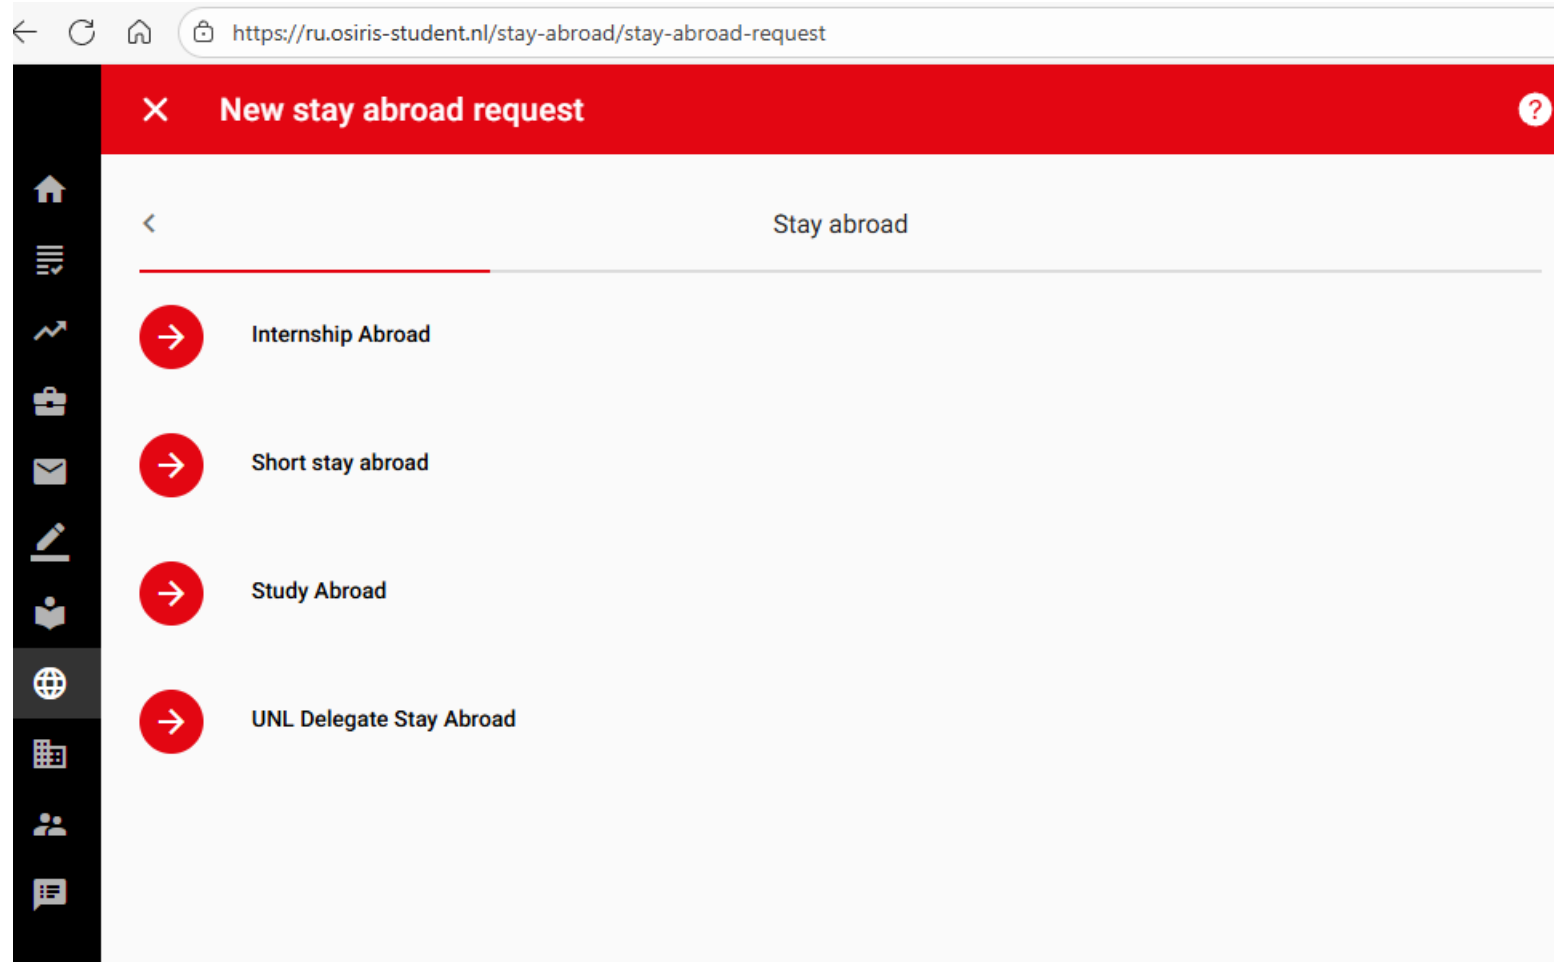 https://ru.osiris-student.nl/stay-abroad/stay-abroad-request
New stay abroad request
?
Stay abroad
Internship Abroad
Short stay abroad
Study Abroad
UNL Delegate Stay Abroad